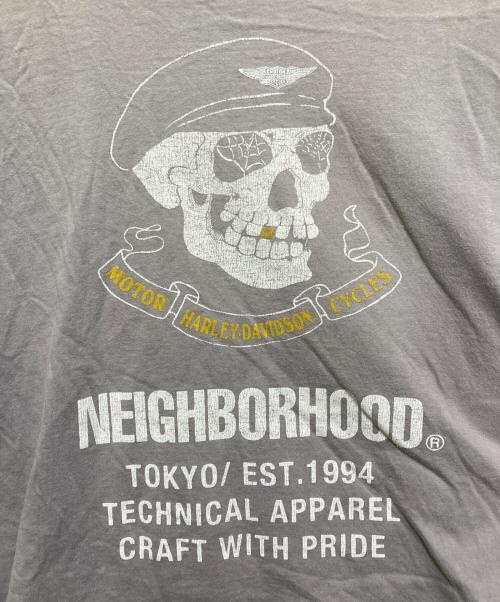 MOTOR HARLEY-DAVIDSON CYCLES
NEIGHBORHOOD®
TOKYO/ EST.1994
TECHNICAL APPAREL
CRAFT WITH PRIDE